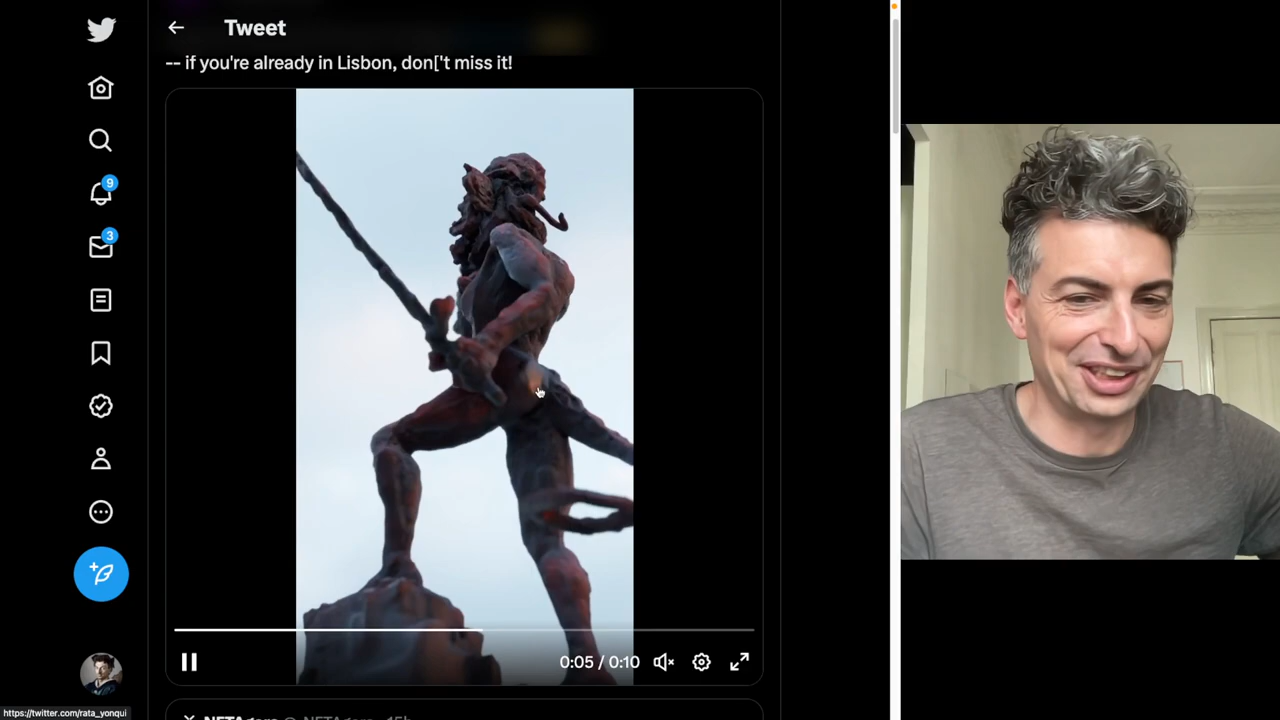 Tweet
-- if you're already in Lisbon, don['t miss it!
9
3
0:05 / 0:10
https://twitter.com/rata_yonqui